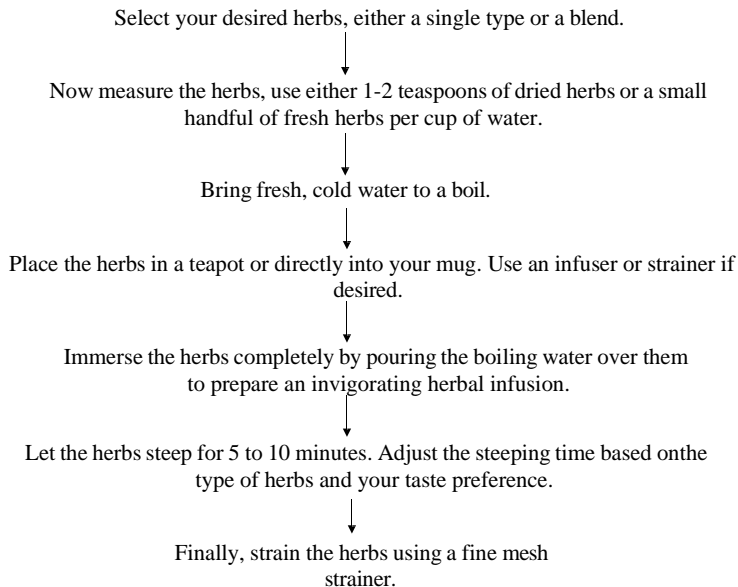 Select your desired herbs, either a single type or a blend.
Now measure the herbs, use either 1-2 teaspoons of dried herbs or a small
handful of fresh herbs per cup of water.
Bring fresh, cold water to a boil.
Place the herbs in a teapot or directly into your mug. Use an infuser or strainer if
desired.
Immerse the herbs completely by pouring the boiling water over them
to prepare an invigorating herbal infusion.
Let the herbs steep for 5 to 10 minutes. Adjust the steeping time based onthe
type of herbs and your taste preference.
Finally, strain the herbs using a fine mesh
strainer.